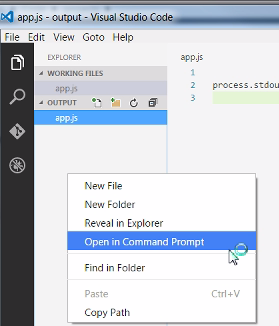 app.js - output - Visual Studio Code
File Edit View Goto Help
EXPLORER
WORKING FILES
app.js
OUTPUT
app.js
app.js
1
2 process.stdou
3
New File
New Folder
Reveal in Explorer
Open in Command Prompt
Find in Folder
Paste Ctrl+V
Copy Path